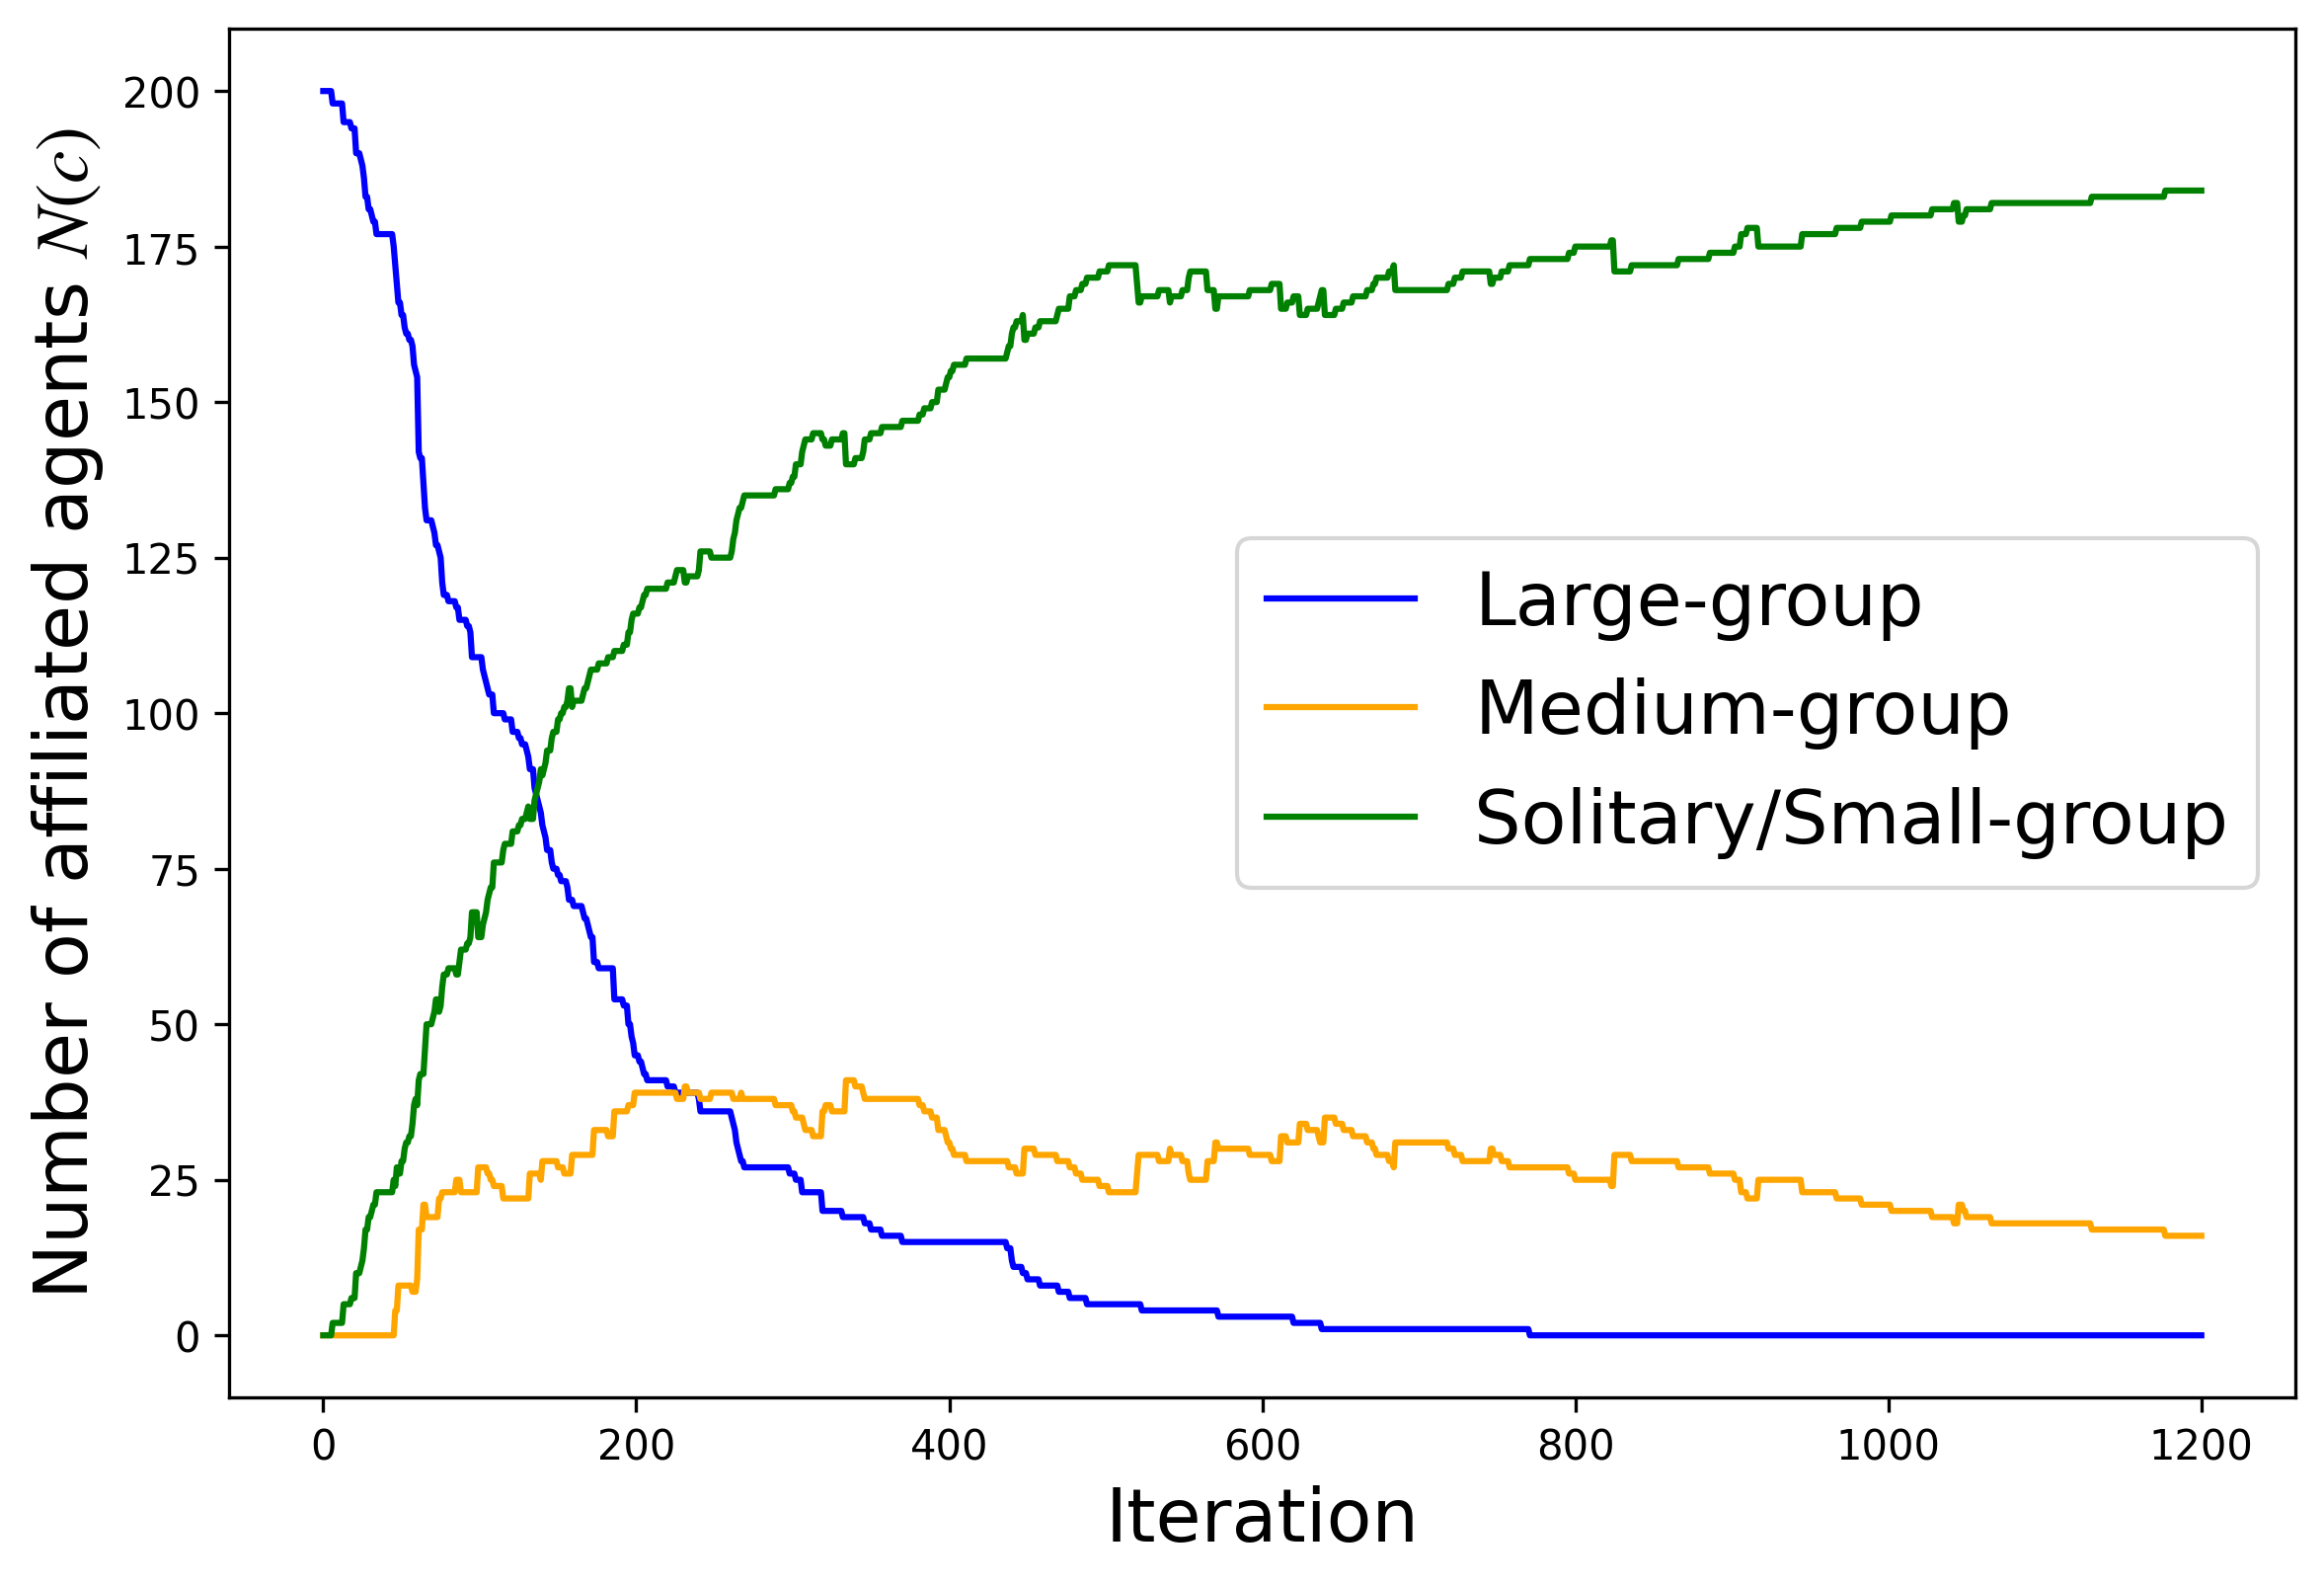 Number of affiliated agents N(c)
200
175
150
125
100
75
50
25
0
Large-group
Medium-group
Solitary/Small-group
0 200 400 600 800 1000 1200
Iteration